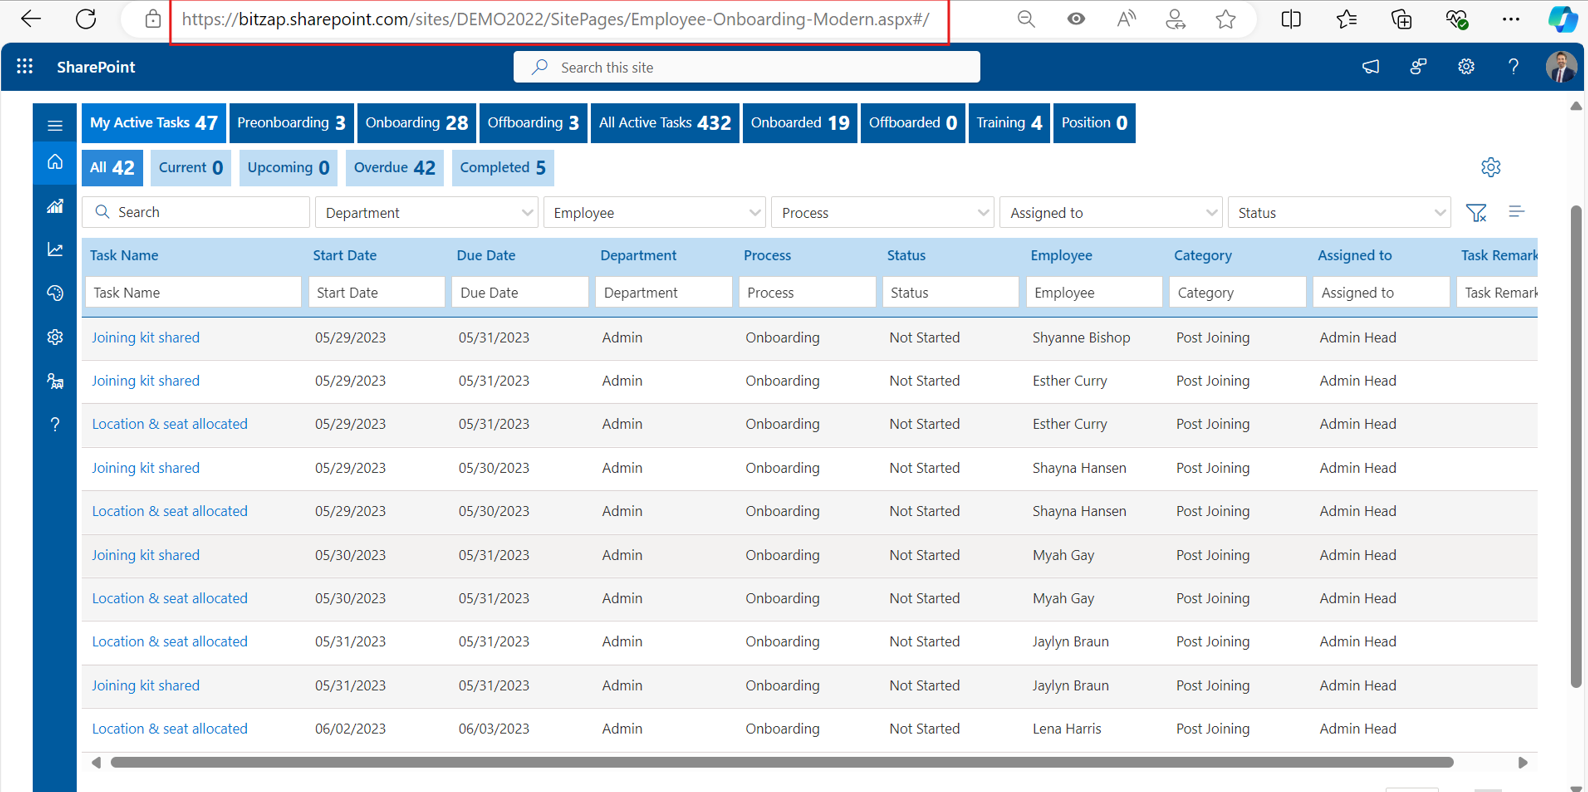 https://bitzap.sharepoint.com/sites/DEMO2022/SitePages/Employee-Onboarding-Modern.aspx#/
SharePoint
Search this site
My Active Tasks 47 Preonboarding 3 Onboarding 28 Offboarding 3 All Active Tasks 432 Onboarded 19 Offboarded 0 Training 4 Position 0
All 42 Current 0 Upcoming 0 Overdue 42 Completed 5
Search Department Employee Process Assigned to Status
Task Name Start Date Due Date Department Process Status Employee Category Assigned to Task Remark
Task Name Start Date Due Date Department Process Status Employee Category Assigned to Task Remark
Joining kit shared 05/29/2023 05/31/2023 Admin Onboarding Not Started Shyanne Bishop Post Joining Admin Head
Joining kit shared 05/29/2023 05/31/2023 Admin Onboarding Not Started Esther Curry Post Joining Admin Head
Location & seat allocated 05/29/2023 05/31/2023 Admin Onboarding Not Started Esther Curry Post Joining Admin Head
Joining kit shared 05/29/2023 05/30/2023 Admin Onboarding Not Started Shayna Hansen Post Joining Admin Head
Location & seat allocated 05/29/2023 05/30/2023 Admin Onboarding Not Started Shayna Hansen Post Joining Admin Head
Joining kit shared 05/30/2023 05/31/2023 Admin Onboarding Not Started Myah Gay Post Joining Admin Head
Location & seat allocated 05/30/2023 05/31/2023 Admin Onboarding Not Started Myah Gay Post Joining Admin Head
Location & seat allocated 05/31/2023 05/31/2023 Admin Onboarding Not Started Jaylyn Braun Post Joining Admin Head
Joining kit shared 05/31/2023 05/31/2023 Admin Onboarding Not Started Jaylyn Braun Post Joining Admin Head
Location & seat allocated 06/02/2023 06/03/2023 Admin Onboarding Not Started Lena Harris Post Joining Admin Head